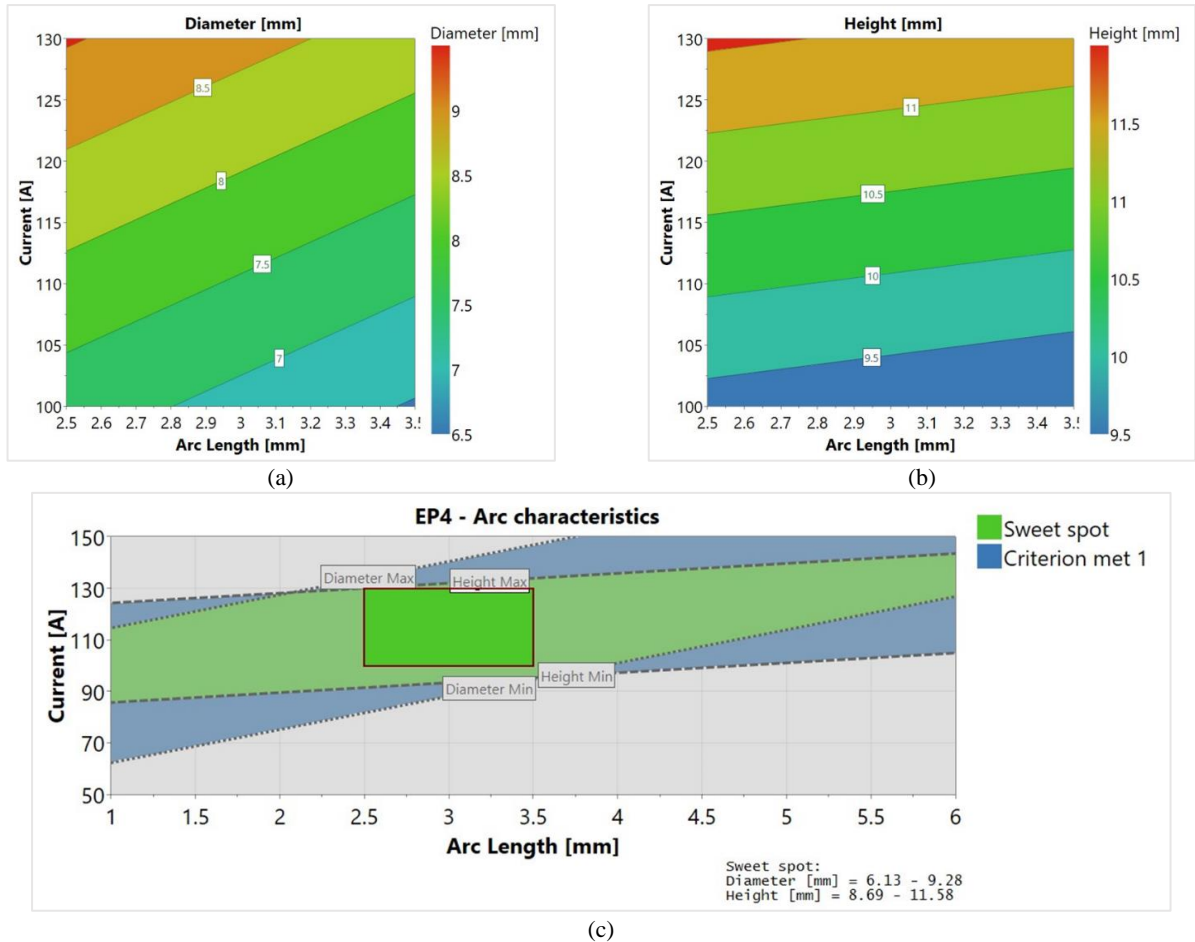 Diameter [mm]
Diameter [mm]
130
125
120
115
110
105
100
Current [A]
8.5
8
7.5
7
2.5 2.6 2.7 2.8 2.9 3 3.1 3.2 3.3 3.4 3.5
Arc Length [mm]
9
8.5
8
7.5
7
6.5
(a)
Height [mm]
Height [mm]
130
125
120
115
110
105
100
Current [A]
11
10.5
10
9.5
2.5 2.6 2.7 2.8 2.9 3 3.1 3.2 3.3 3.4 3.5
Arc Length [mm]
11.5
11
10.5
10
9.5
(b)
EP4 - Arc characteristics
150
130
110
90
70
50
Current [A]
Diameter Max
Height Max
Height Min
Diameter Min
1 1.5 2 2.5 3 3.5 4 4.5 5 5.5 6
Arc Length [mm]
Sweet spot
Criterion met 1
Sweet spot:
Diameter [mm] = 6.13 - 9.28
Height [mm] = 8.69 - 11.58
(c)